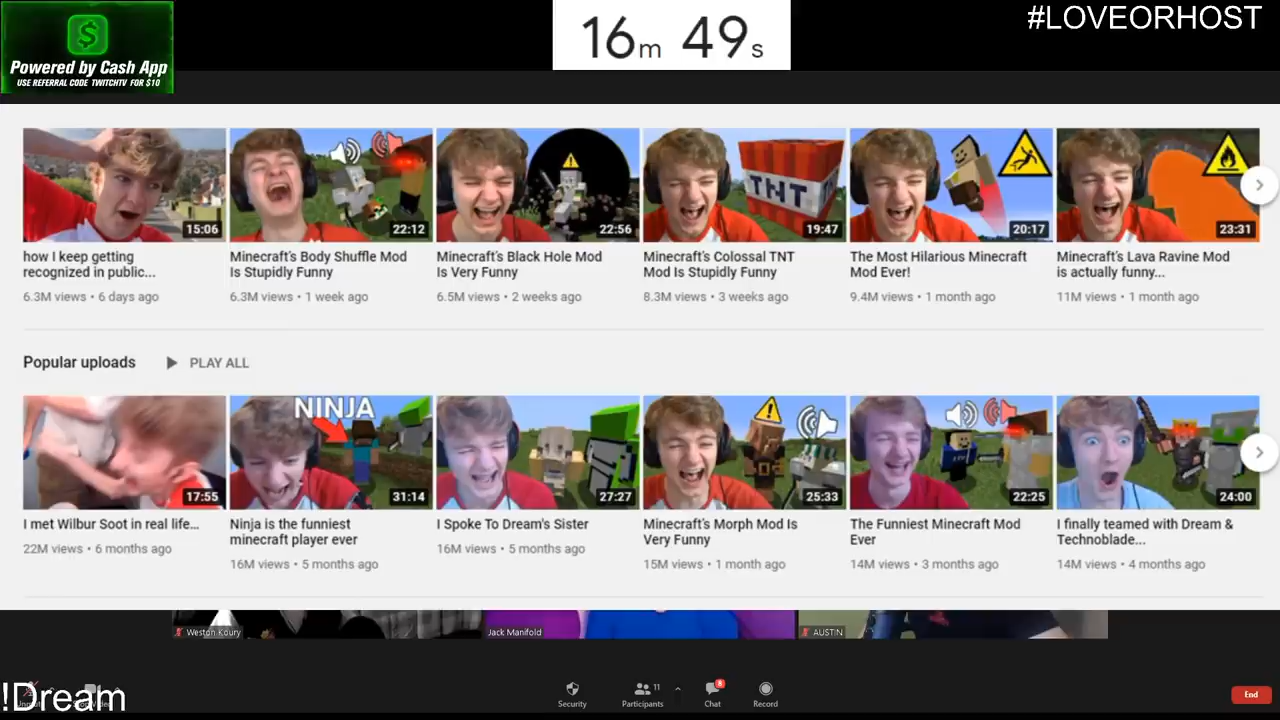 $
Powered by Cash App
USE REFERRAL CODE TWITCHTV FOR $10
16m 49s
#LOVEORHOST
15:06
22:12
22:56
TNT
19:47
20:17
23:31
how I keep getting
recognized in public...
6.3M views • 6 days ago
Minecraft's Body Shuffle Mod
Is Stupidly Funny
6.3M views • 1 week ago
Minecraft's Black Hole Mod
Is Very Funny
6.5M views • 2 weeks ago
Minecraft's Colossal TNT
Mod Is Stupidly Funny
8.3M views • 3 weeks ago
The Most Hilarious Minecraft
Mod Ever!
9.4M views • 1 month ago
Minecraft's Lava Ravine Mod
is actually funny...
11M views • 1 month ago
Popular uploads
PLAY ALL
17:55
NINJA
31:14
27:27
25:33
22:25
24:00
I met Wilbur Soot in real life...
22M views • 6 months ago
Ninja is the funniest
minecraft player ever
16M views • 5 months ago
I Spoke To Dream's Sister
16M views • 5 months ago
Minecraft's Morph Mod Is
Very Funny
15M views • 1 month ago
The Funniest Minecraft Mod
Ever
14M views • 3 months ago
I finally teamed with Dream &
Technoblade...
14M views • 4 months ago
Weston Koury
Jack Manifold
AUSTIN
!Dream
Security
Participants
11
Chat
8
Record
End